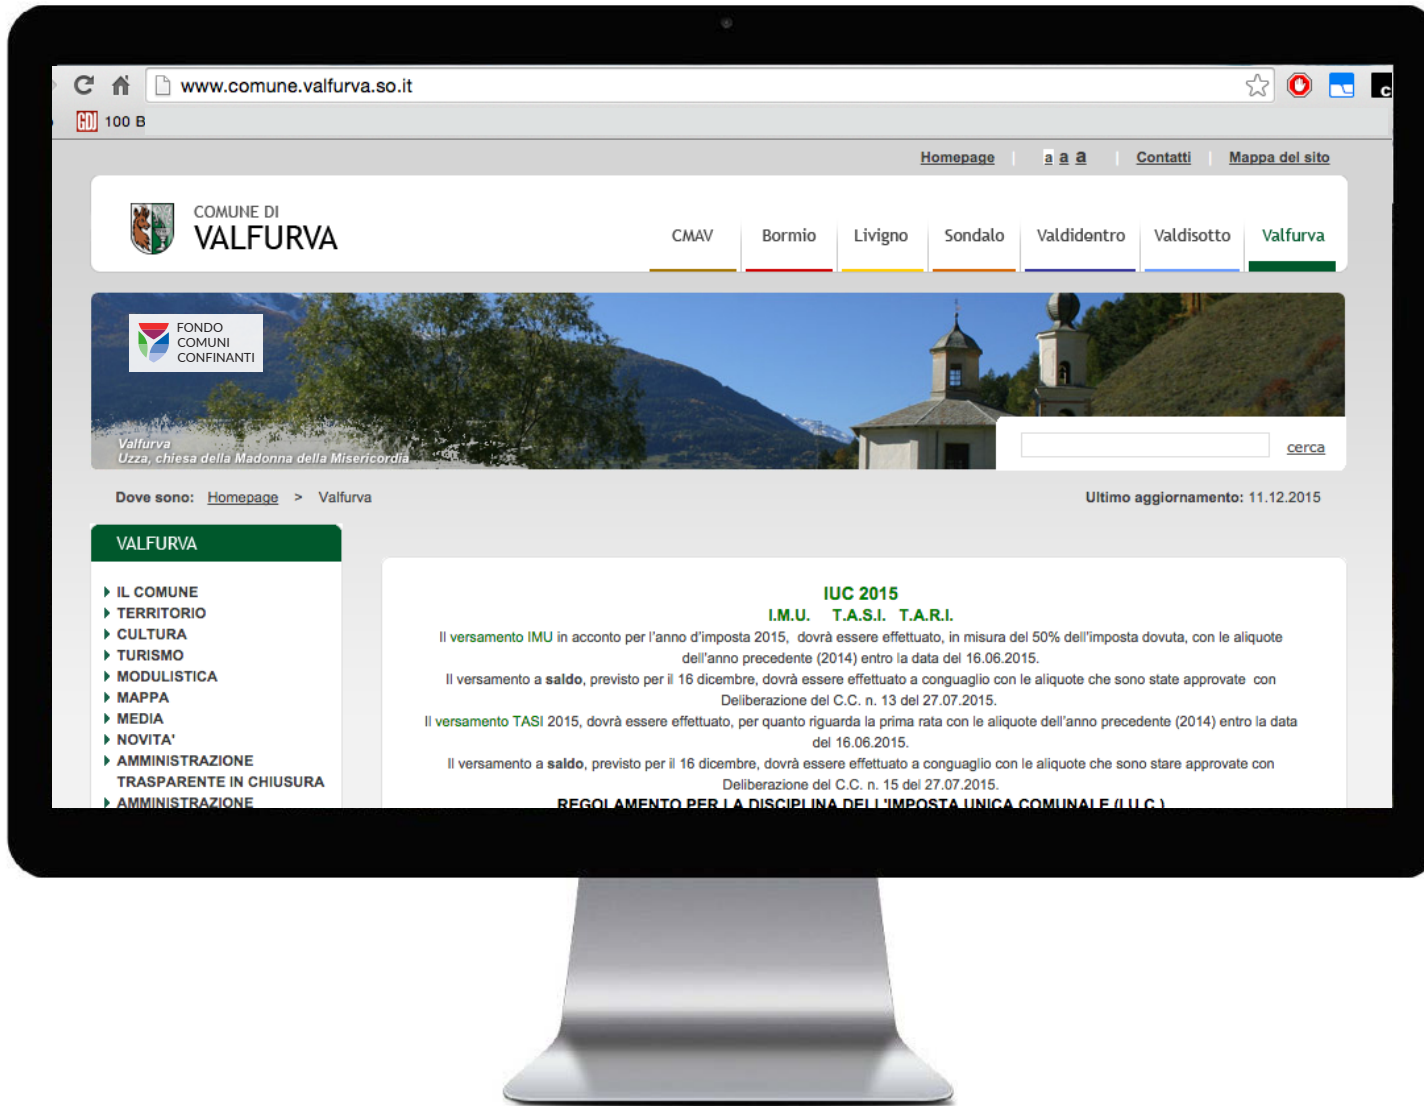 www.comune.valfurva.so.it
100 B
Homepage a a a Contatti Mappa del sito
COMUNE DI
VALFURVA
CMAV Bormio Livigno Sondalo Valdidentro Valdisotto Valfurva
FONDO
COMUNI
CONFINANTI
Valfurva
Uzza, chiesa della Madonna della Misericordia
cerca
Dove sono: Homepage > Valfurva
Ultimo aggiornamento: 11.12.2015
VALFURVA
IL COMUNE
TERRITORIO
CULTURA
TURISMO
MODULISTICA
MAPPA
MEDIA
NOVITA'
AMMINISTRAZIONE
TRASPARENTE IN CHIUSURA
AMMINISTRAZIONE
IUC 2015
I.M.U. T.A.S.I. T.A.R.I.
Il versamento IMU in acconto per l'anno d'imposta 2015, dovrà essere effettuato, in misura del 50% dell'imposta dovuta, con le aliquote
dell'anno precedente (2014) entro la data del 16.06.2015.
Il versamento a saldo, previsto per il 16 dicembre, dovrà essere effettuato a conguaglio con le aliquote che sono state approvate con
Deliberazione del C.C. n. 13 del 27.07.2015.
Il versamento TASI 2015, dovrà essere effettuato, per quanto riguarda la prima rata con le aliquote dell'anno precedente (2014) entro la data
del 16.06.2015.
Il versamento a saldo, previsto per il 16 dicembre, dovrà essere effettuato a conguaglio con le aliquote che sono stare approvate con
Deliberazione del C.C. n. 15 del 27.07.2015.
REGOLAMENTO PER LA DISCIPLINA DELL'IMPOSTA UNICA COMUNALE (I.U.C.)